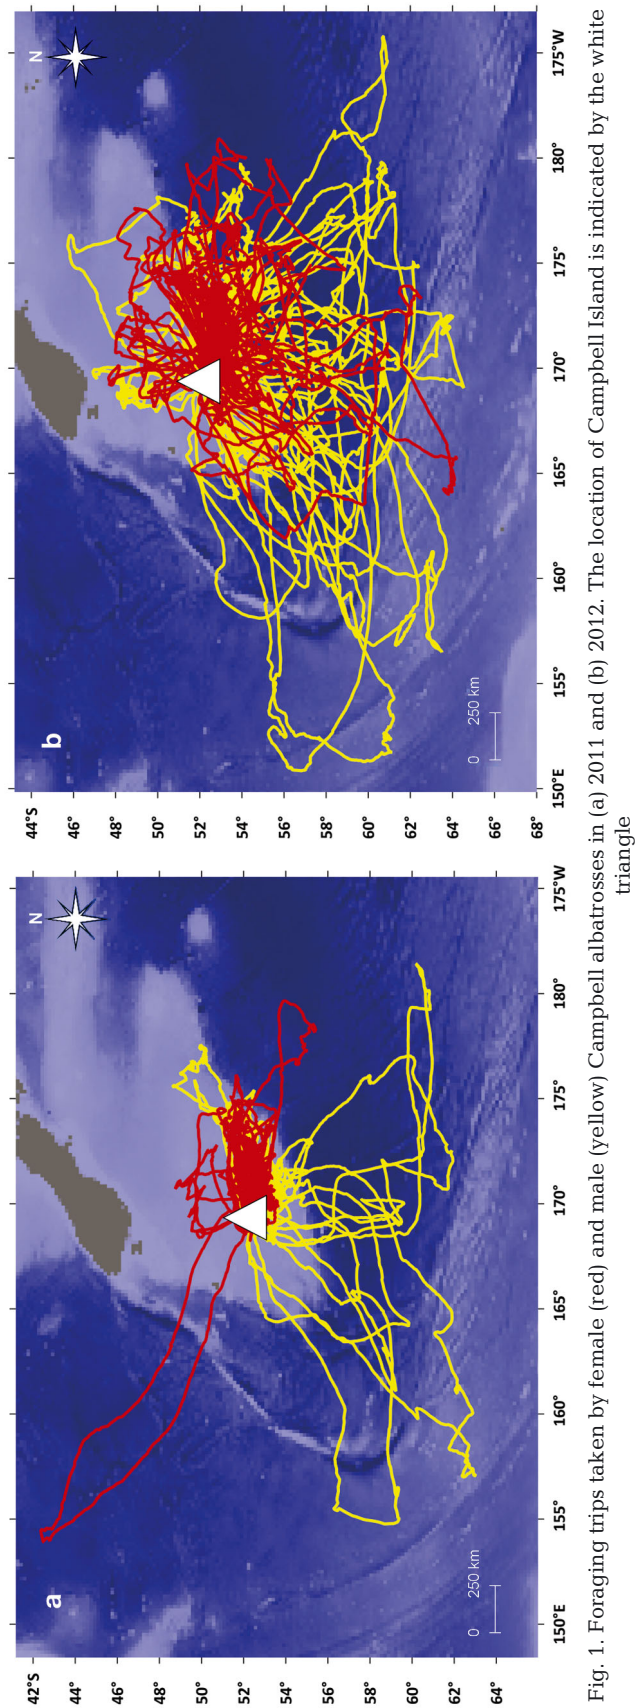 a
N
42°S
44°
46°
48°
50°
52°
54°
56°
58°
60°
62°
64°
0 250 km
150°E 155° 160° 165° 170° 175° 180° 175°W
b
N
44°S
46°
48°
50°
52°
54°
56°
58°
60°
62°
64°
66°
68°
0 250 km
150°E 155° 160° 165° 170° 175° 180° 175°W
Fig. 1. Foraging trips taken by female (red) and male (yellow) Campbell albatrosses in (a) 2011 and (b) 2012. The location of Campbell Island is indicated by the white
triangle